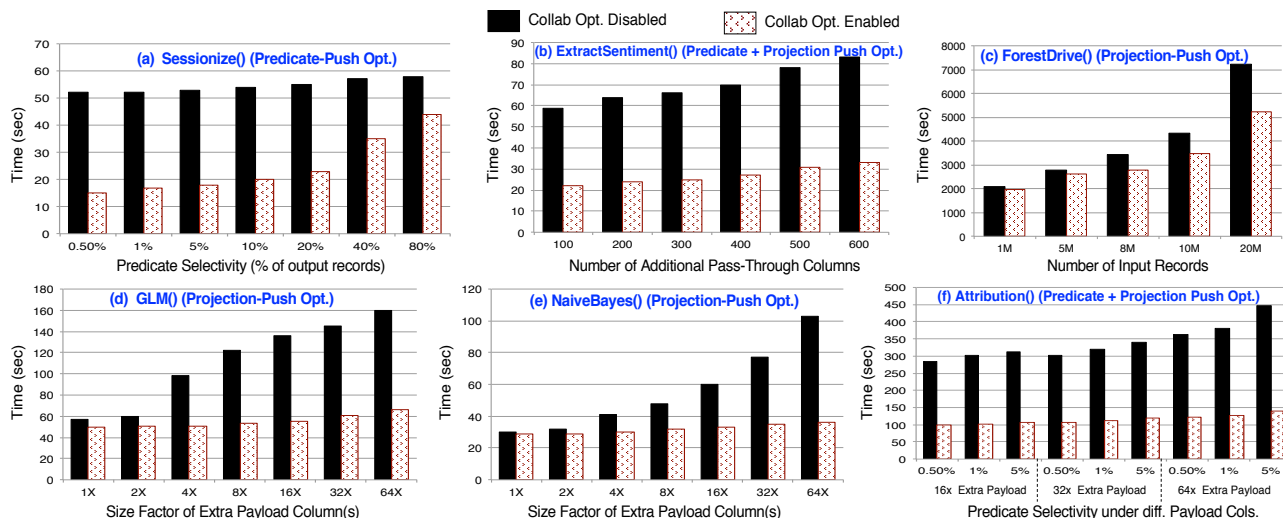 Collab Opt. Disabled
Collab Opt. Enabled
(a) Sessionize() (Predicate-Push Opt.)
Time (sec)
70
60
50
40
30
20
10
0
0.50% 1% 5% 10% 20% 40% 80%
Predicate Selectivity (% of output records)
(b) ExtractSentiment() (Predicate + Projection Push Opt.)
Time (sec)
90
80
70
60
50
40
30
20
10
0
100 200 300 400 500 600
Number of Additional Pass-Through Columns
(c) ForestDrive() (Projection-Push Opt.)
Time (sec)
8000
7000
6000
5000
4000
3000
2000
1000
0
1M 5M 8M 10M 20M
Number of Input Records
(d) GLM() (Projection-Push Opt.)
Time (sec)
180
160
140
120
100
80
60
40
20
0
1X 2X 4X 8X 16X 32X 64X
Size Factor of Extra Payload Column(s)
(e) NaiveBayes() (Projection-Push Opt.)
Time (sec)
120
100
80
60
40
20
0
1X 2X 4X 8X 16X 32X 64X
Size Factor of Extra Payload Column(s)
(f) Attribution() (Predicate + Projection Push Opt.)
Time (sec)
500
450
400
350
300
250
200
150
100
50
0
0.50% 1% 5% 0.50% 1% 5% 0.50% 1% 5%
16x Extra Payload 32x Extra Payload 64x Extra Payload
Predicate Selectivity under diff. Payload Cols.